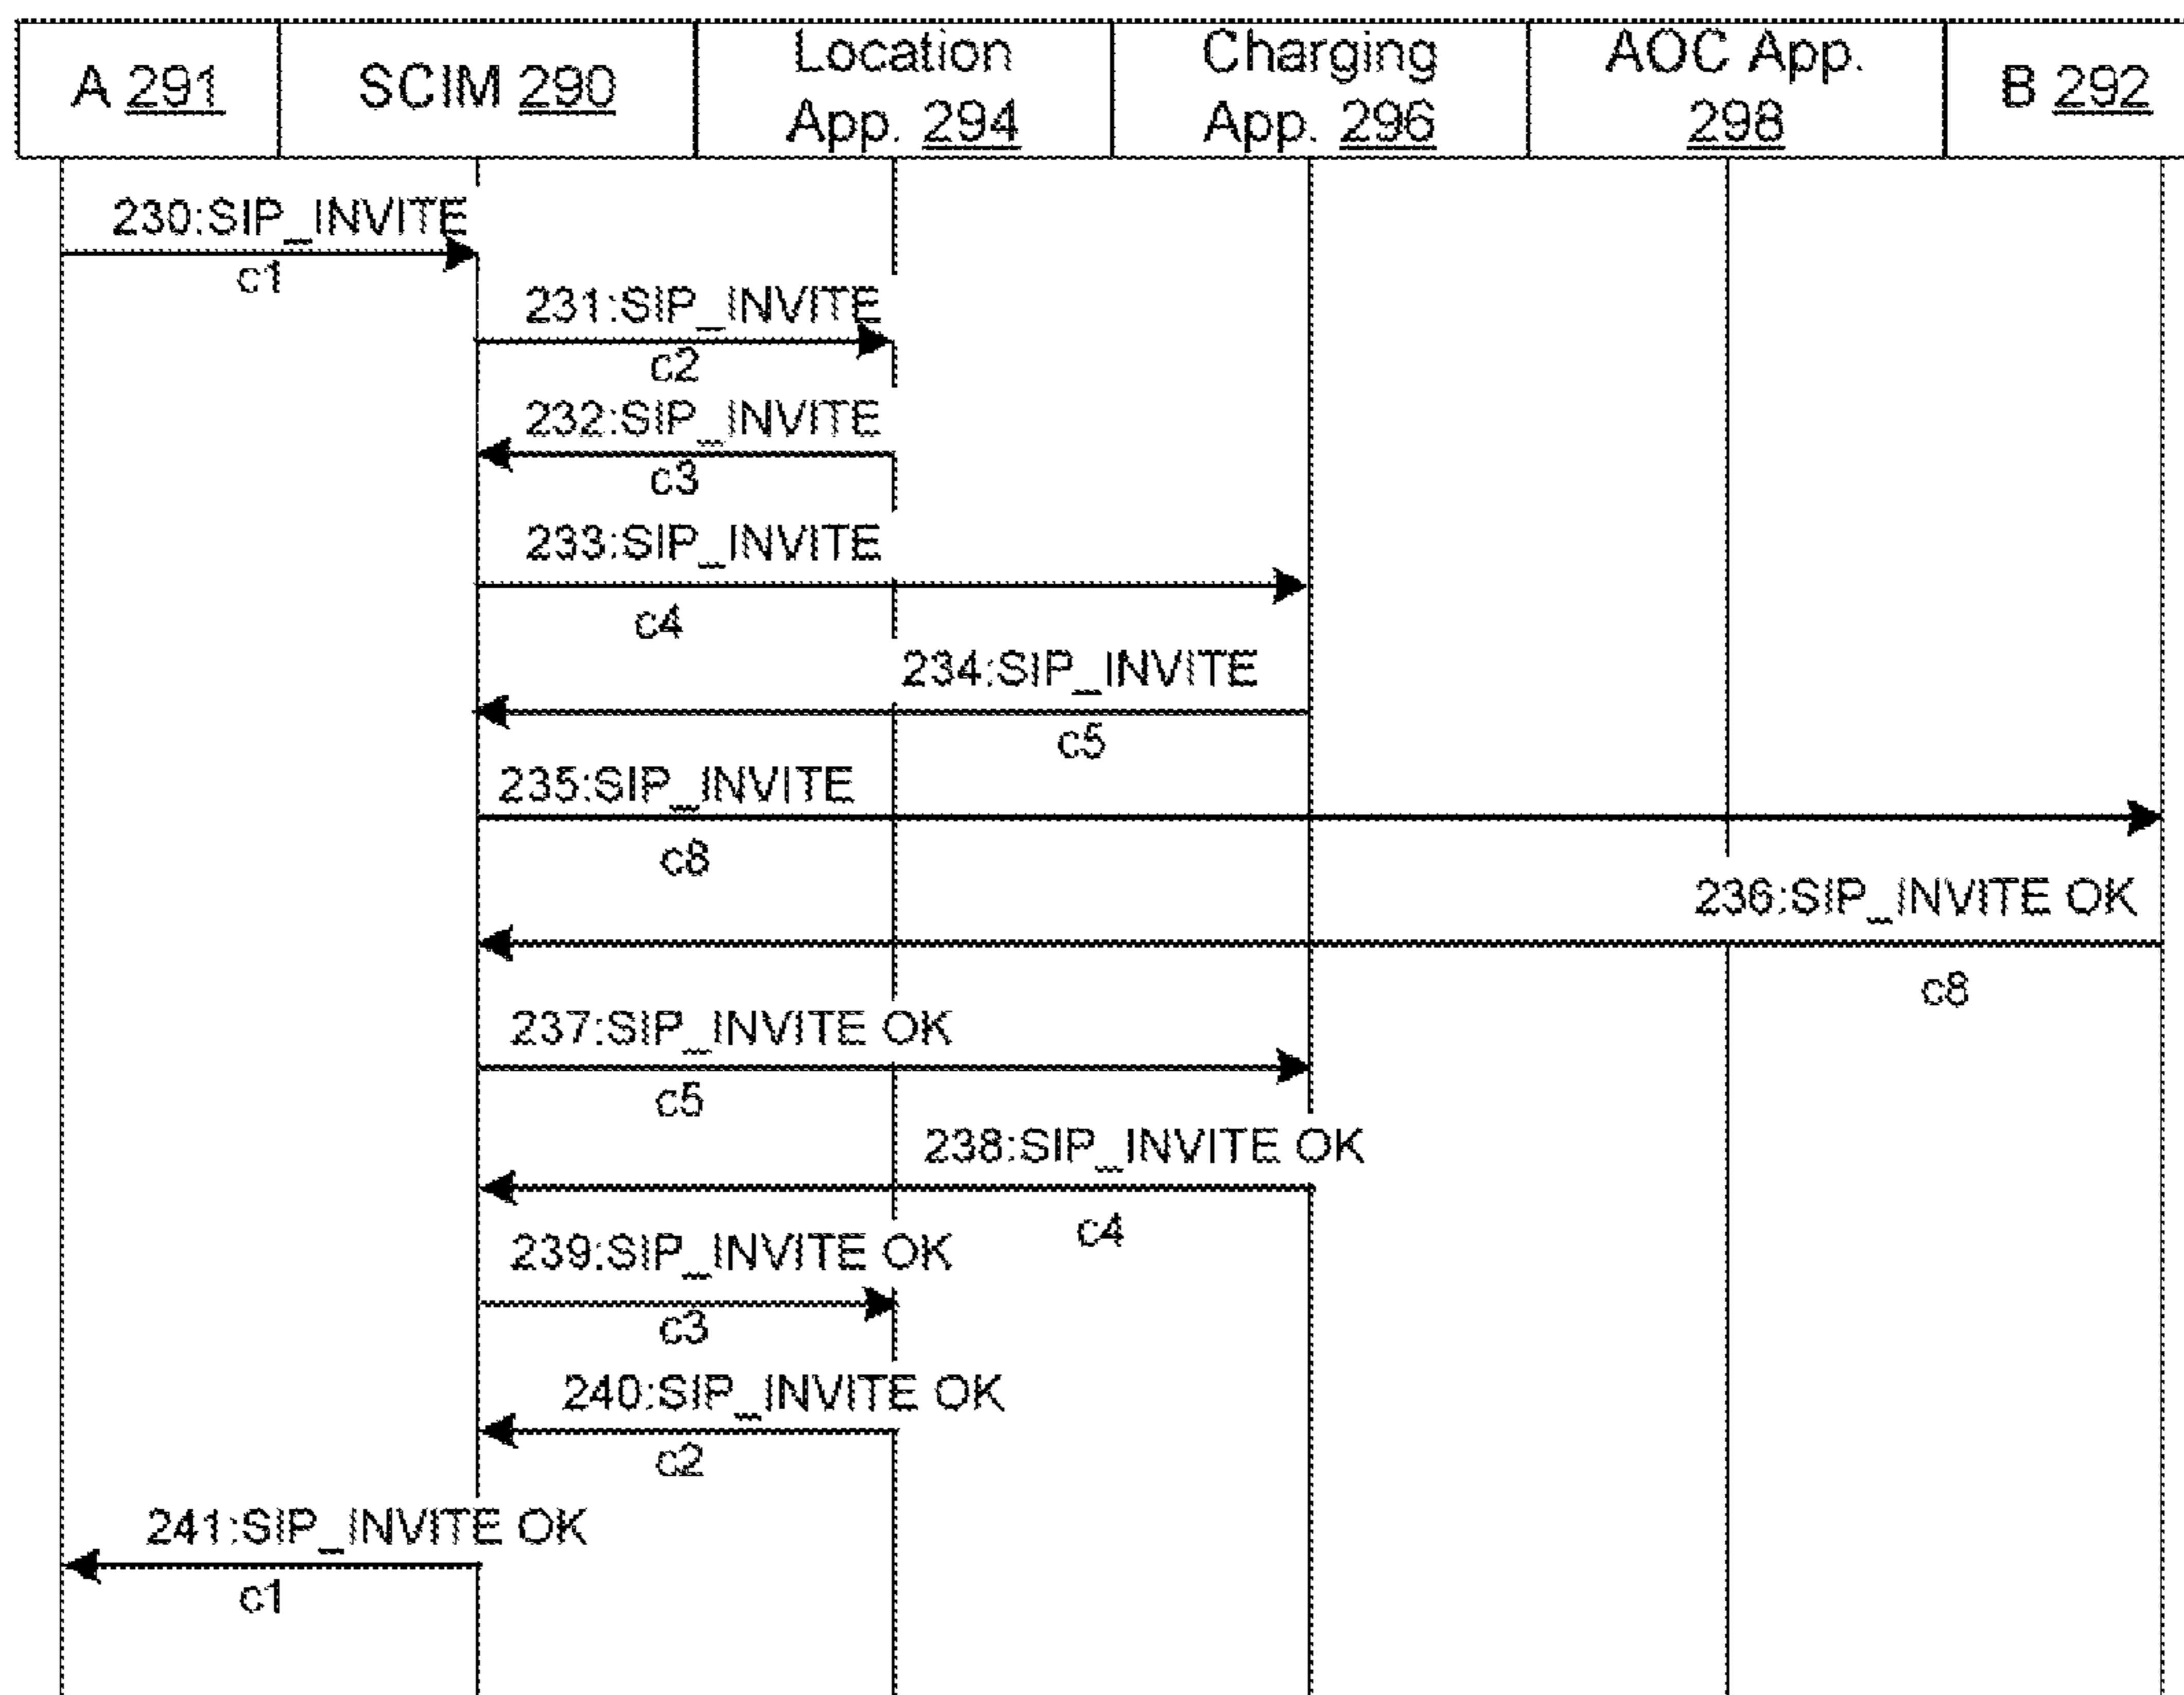 A 291
SCIM 290
Location
App. 294
Charging
App. 296
AOC App.
298
B 292
230:SIP_INVITE
c1
231:SIP_INVITE
c2
232:SIP_INVITE
c3
233:SIP_INVITE
c4
234:SIP_INVITE
c5
235:SIP_INVITE
c8
236:SIP_INVITE OK
c8
237:SIP_INVITE OK
c5
238:SIP_INVITE OK
c4
239:SIP_INVITE OK
c3
240:SIP_INVITE OK
c2
241:SIP_INVITE OK
c1